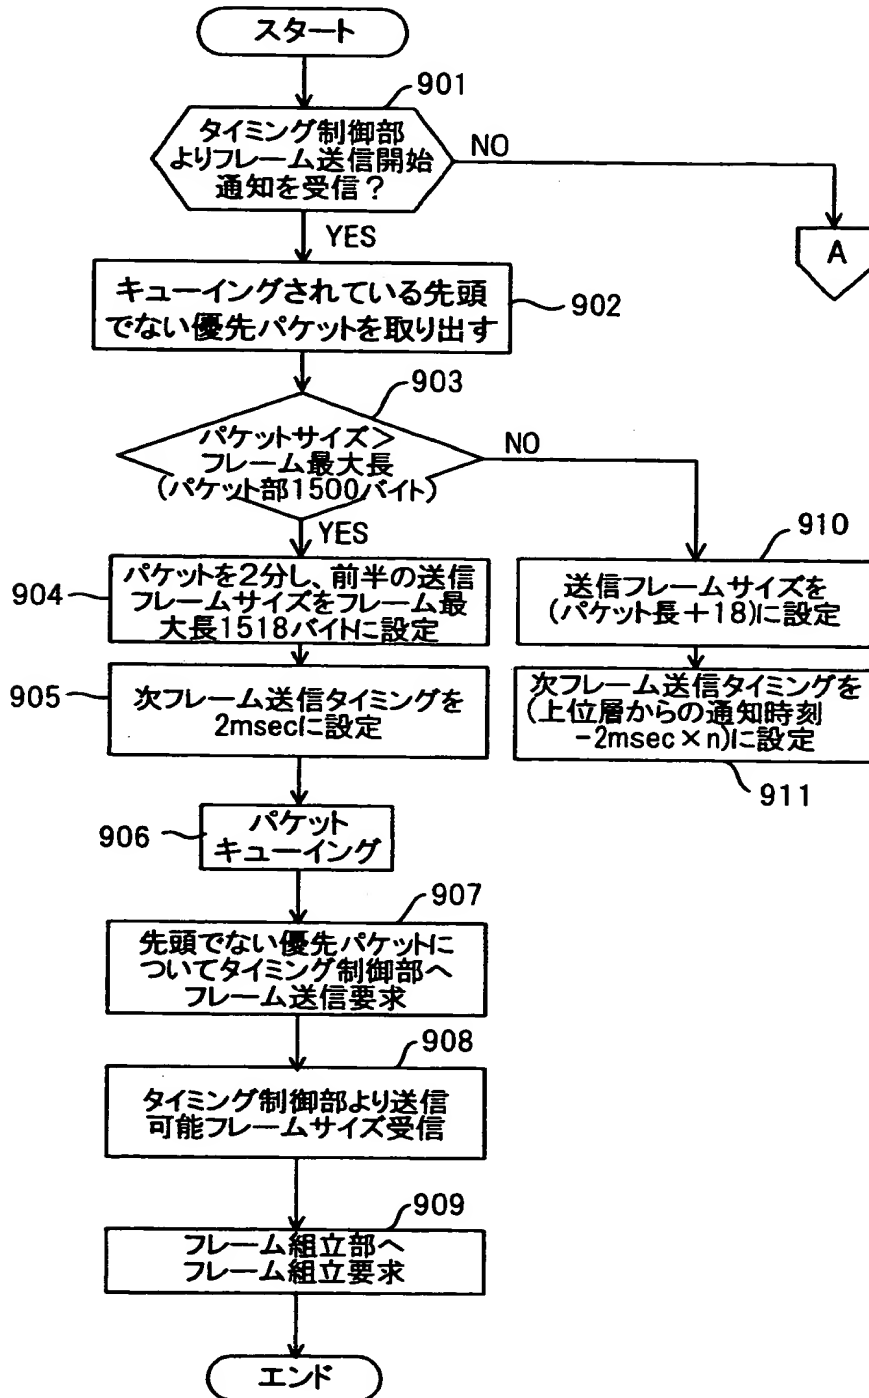 スタート
901
タイミング制御部
よりフレーム送信開始
通知を受信？
NO
YES
A
キューイングされている先頭
でない優先パケットを取り出す
902
903
パケットサイズ＞
フレーム最大長
(パケット部1500バイト)
NO
YES
904
パケットを2分し、前半の送信
フレームサイズをフレーム最
大長1518バイトに設定
910
送信フレームサイズを
(パケット長＋18)に設定
905
次フレーム送信タイミングを
2msecに設定
次フレーム送信タイミングを
(上位層からの通知時刻
-2msec×n)に設定
911
906
パケット
キューイング
907
先頭でない優先パケットに
ついてタイミング制御部へ
フレーム送信要求
908
タイミング制御部より送信
可能フレームサイズ受信
909
フレーム組立部へ
フレーム組立要求
エンド